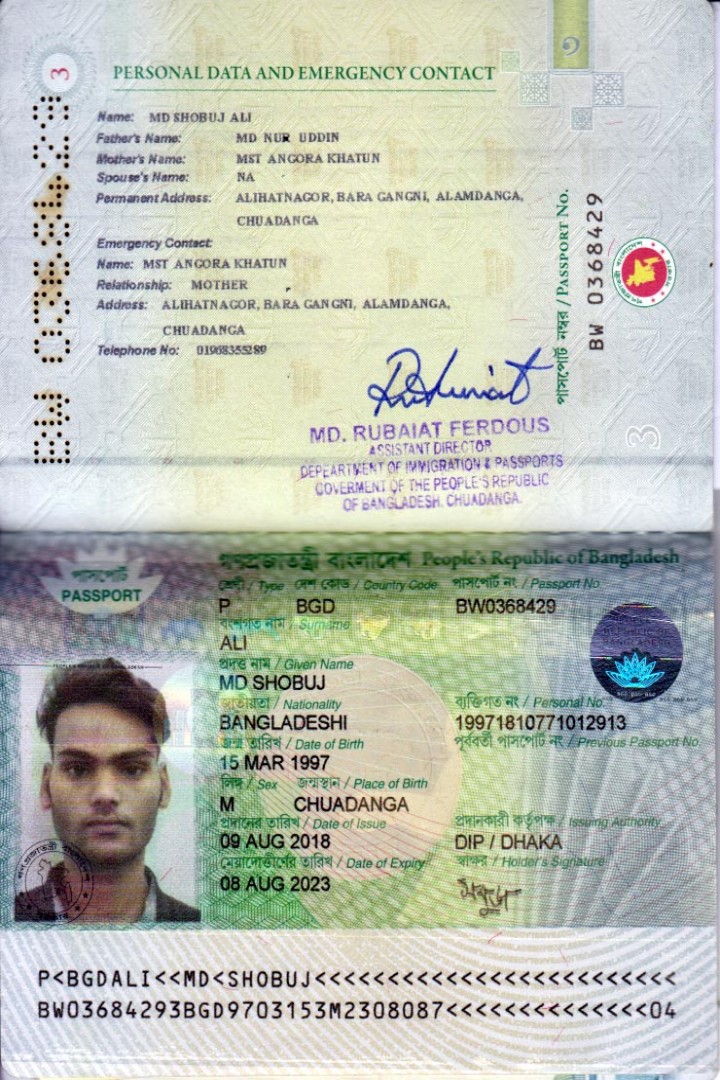 3
PERSONAL DATA AND EMERGENCY CONTACT
Name: MD SHOBUJ ALI
Father's Name: MD NUR UDDIN
Mother's Name: MST ANGORA KHATUN
Spouse's Name: NA
Permanent Address: ALIHATNAGOR, BARA GANGNI, ALAMDANGA,
CHUADANGA
Emergency Contact:
Name: MST ANGORA KHATUN
Relationship: MOTHER
Address: ALIHATNAGOR, BARA GANGNI, ALAMDANGA,
CHUADANGA
Telephone No: 01968355289
পাসপোর্ট নম্বর / PASSPORT No.
BW 0368429
3
MD. RUBAIAT FERDOUS
ASSISTANT DIRECTOR
DEPEARTMENT OF IMMIGRATION & PASSPORTS
GOVERMENT OF THE PEOPLE'S REPUBLIC
OF BANGLADESH. CHUADANGA.
গণপ্রজাতন্ত্রী বাংলাদেশ People's Republic of Bangladesh
পাসপোর্ট
PASSPORT
শ্রেণী / Type দেশ কোড / Country Code পাসপোর্ট নং / Passport No.
P BGD BW0368429
বংশগত নাম / Surname
ALI
প্রদত্ত নাম / Given Name
MD SHOBUJ
জাতীয়তা / Nationality ব্যক্তিগত নং / Personal No.
BANGLADESHI 19971810771012913
জন্ম তারিখ / Date of Birth পূর্ববর্তী পাসপোর্ট নং / Previous Passport No.
15 MAR 1997
লিঙ্গ / Sex জন্মস্থান / Place of Birth
M CHUADANGA
প্রদানের তারিখ / Date of Issue প্রদানকারী কর্তৃপক্ষ / Issuing Authority
09 AUG 2018 DIP / DHAKA
মেয়াদোত্তীর্ণের তারিখ / Date of Expiry স্বাক্ষর / Holder's Signature
08 AUG 2023 সবুজ
P<BGDALI<<MD<SHOBUJ<<<<<<<<<<<<<<<<<<<<<<<<<
BW03684293BGD9703153M2308087<<<<<<<<<<<<<<04